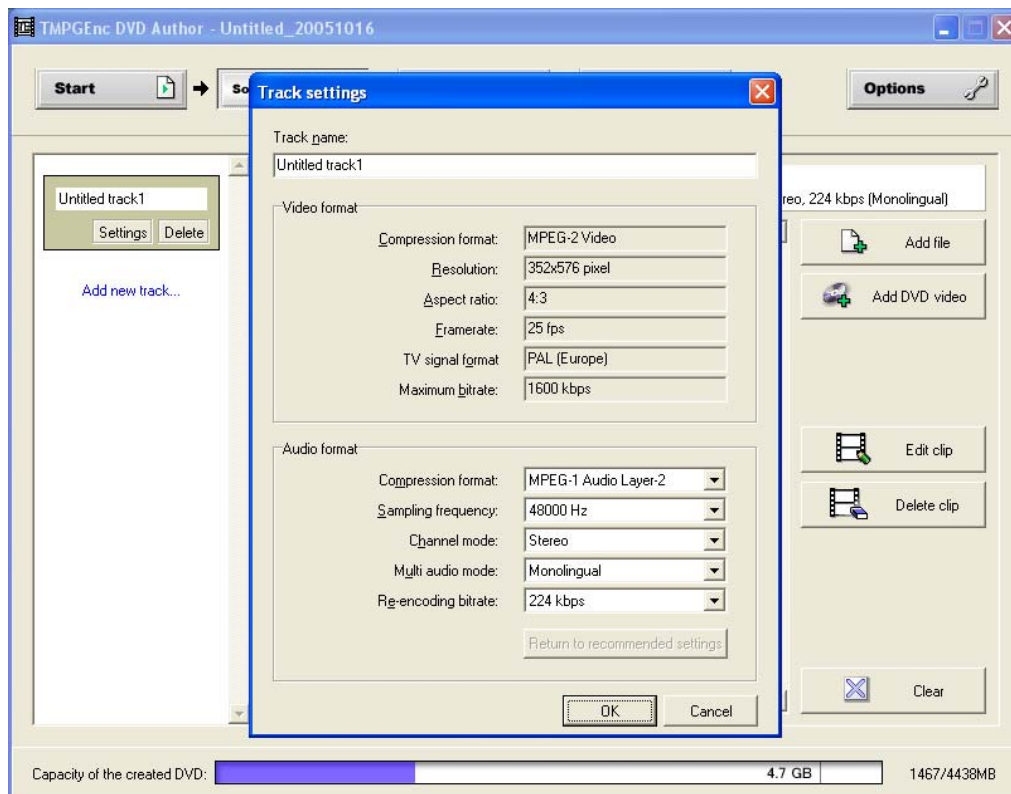 TMPGEnc DVD Author - Untitled_20051016
Start
So
Options
Track settings
Track name:
Untitled track1
Untitled track1
Settings
Delete
Add new track...
Video format
Compression format: MPEG-2 Video
Resolution: 352x576 pixel
Aspect ratio: 4:3
Framerate: 25 fps
TV signal format PAL (Europe)
Maximum bitrate: 1600 kbps
Audio format
Compression format: MPEG-1 Audio Layer-2
Sampling frequency: 48000 Hz
Channel mode: Stereo
Multi audio mode: Monolingual
Re-encoding bitrate: 224 kbps
Return to recommended settings
OK
Cancel
reo, 224 kbps (Monolingual)
Add file
Add DVD video
Edit clip
Delete clip
Clear
Capacity of the created DVD: 4.7 GB 1467/4438MB